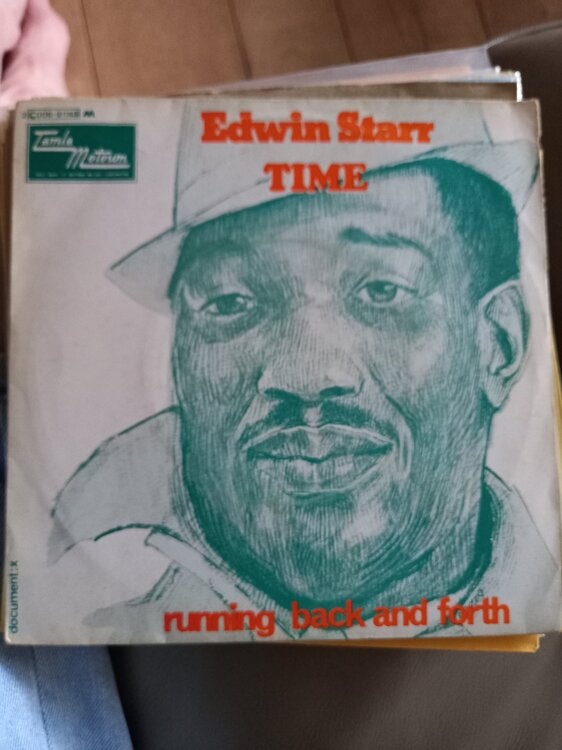 Edwin Starr
TIME
Tamla
Motown
running back and forth
document:x